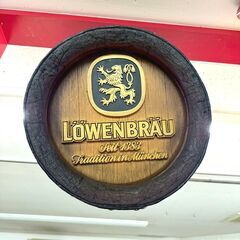 LÖWENBRÄU
Seit 1383
Tradition in München